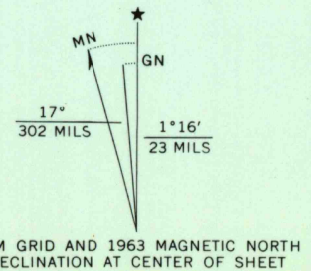 ★
MN
GN
17°
302 MILS
1°16′
23 MILS
M GRID AND 1963 MAGNETIC NORTH
ECLINATION AT CENTER OF SHEET